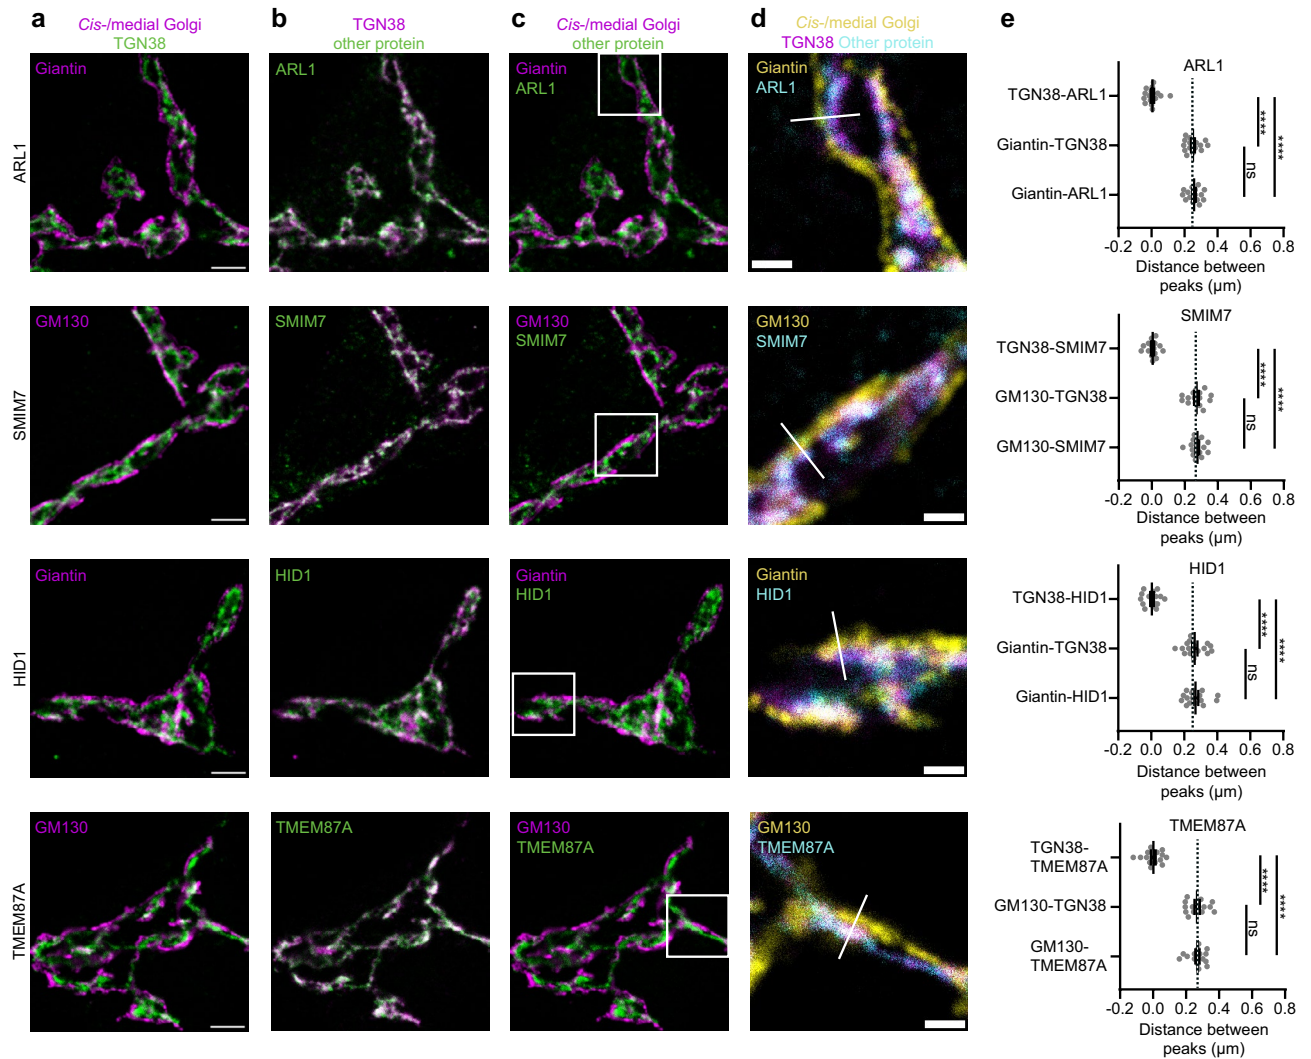 a
b
c
d
e
Cis-/medial Golgi
TGN38
TGN38
other protein
Cis-/medial Golgi
other protein
Cis-/medial Golgi
TGN38 Other protein
ARL1
Giantin
ARL1
Giantin
ARL1
Giantin
ARL1
ARL1
TGN38-ARL1
Giantin-TGN38
Giantin-ARL1
****
ns
****
-0.2 0.0 0.2 0.4 0.6 0.8
Distance between
peaks (µm)
SMIM7
GM130
SMIM7
GM130
SMIM7
GM130
SMIM7
SMIM7
TGN38-SMIM7
GM130-TGN38
GM130-SMIM7
****
ns
****
-0.2 0.0 0.2 0.4 0.6 0.8
Distance between
peaks (µm)
HID1
Giantin
HID1
Giantin
HID1
Giantin
HID1
HID1
TGN38-HID1
Giantin-TGN38
Giantin-HID1
****
ns
****
-0.2 0.0 0.2 0.4 0.6 0.8
Distance between
peaks (µm)
TMEM87A
GM130
TMEM87A
GM130
TMEM87A
GM130
TMEM87A
TMEM87A
TGN38-
TMEM87A
GM130-TGN38
GM130-
TMEM87A
****
ns
****
-0.2 0.0 0.2 0.4 0.6 0.8
Distance between
peaks (µm)